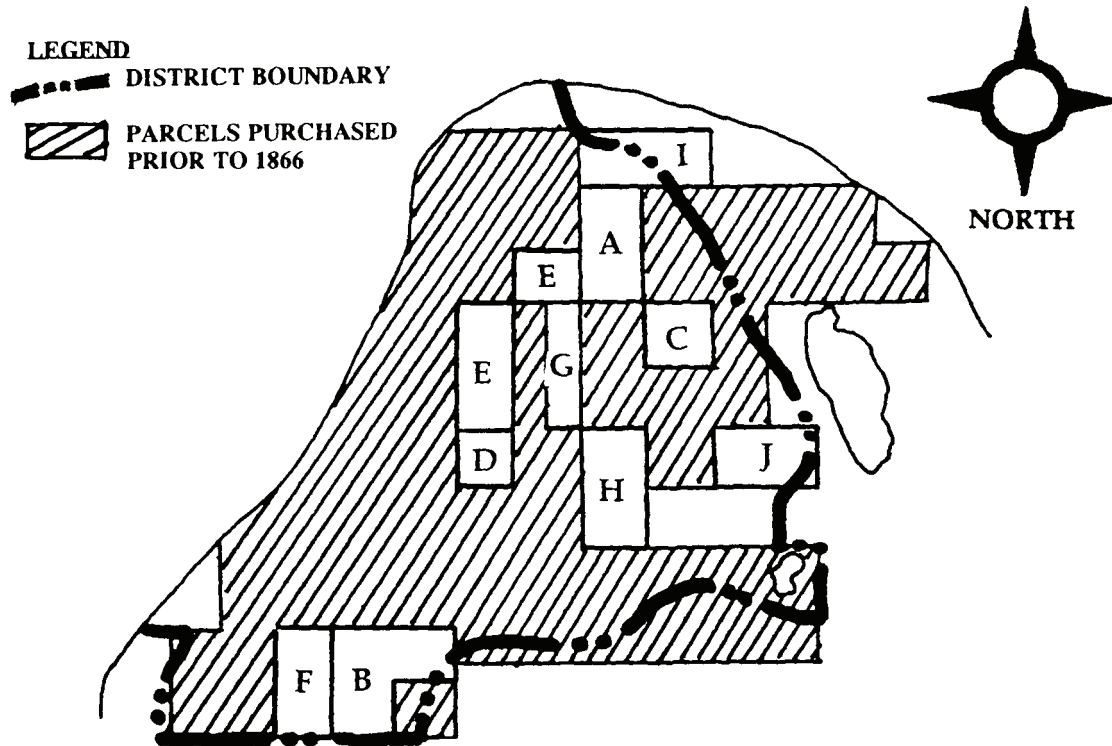 LEGEND
DISTRICT BOUNDARY
PARCELS PURCHASED
PRIOR TO 1866
NORTH
I
A
E
C
E
G
D
J
H
F
B